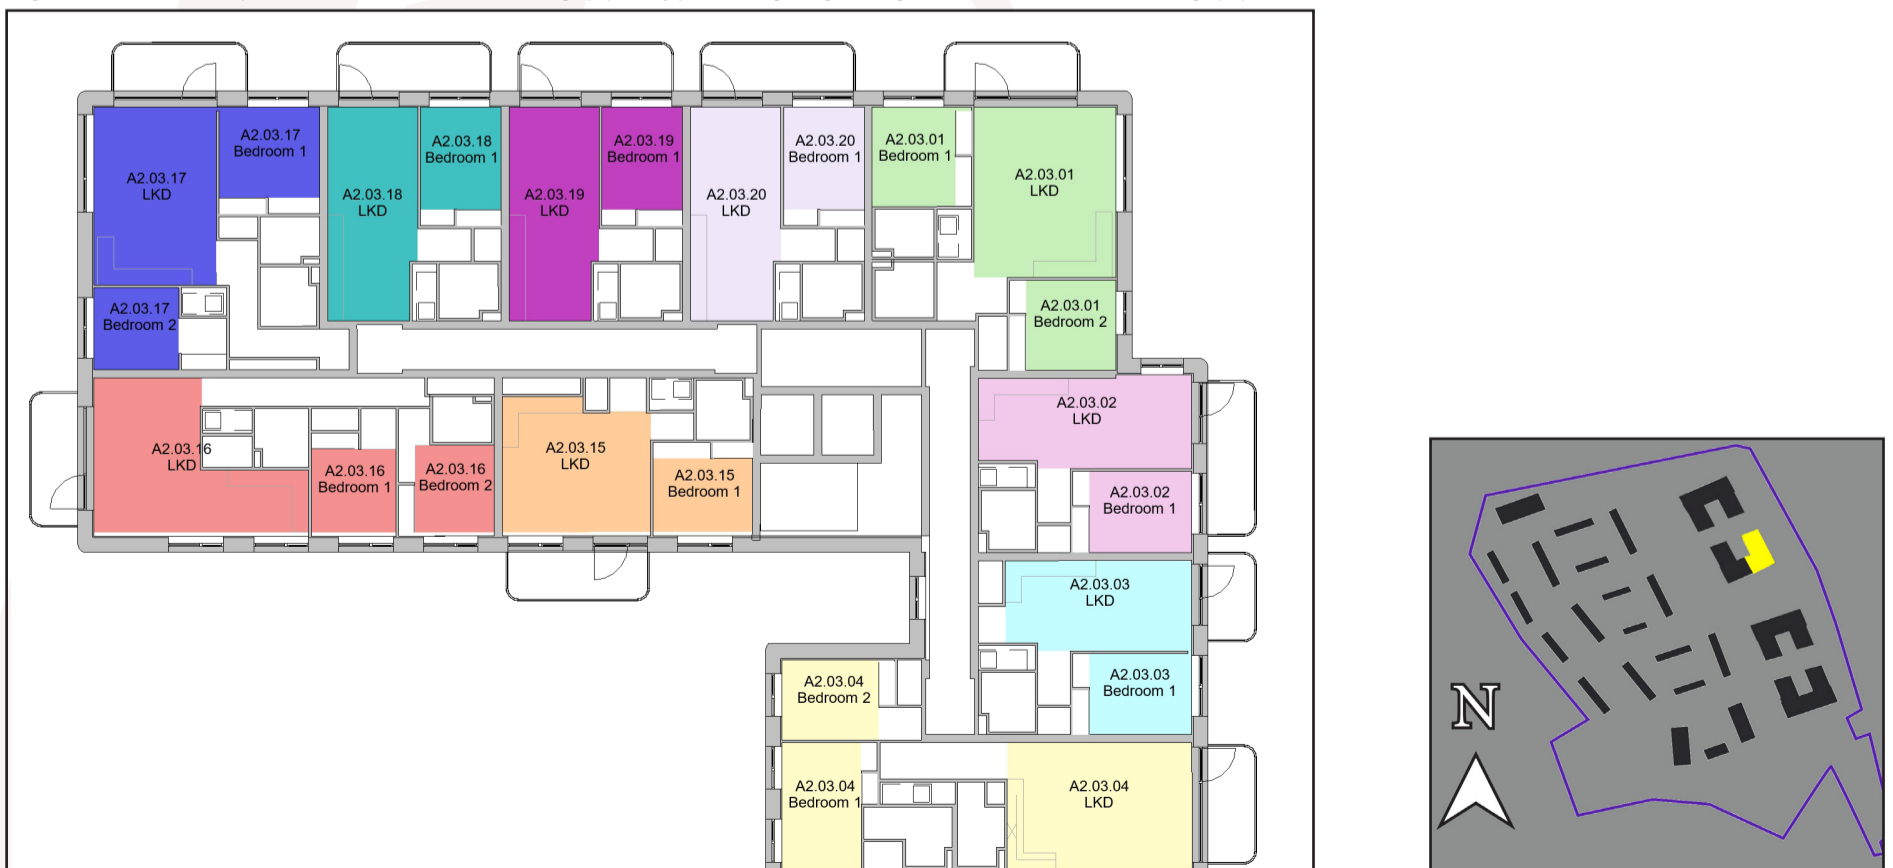 A2.03.17
LKD
A2.03.17
Bedroom 1
A2.03.18
LKD
A2.03.18
Bedroom 1
A2.03.19
LKD
A2.03.19
Bedroom 1
A2.03.20
LKD
A2.03.20
Bedroom 1
A2.03.01
Bedroom 1
A2.03.01
LKD
A2.03.17
Bedroom 2
A2.03.01
Bedroom 2
A2.03.16
LKD
A2.03.16
Bedroom 1
A2.03.16
Bedroom 2
A2.03.15
LKD
A2.03.15
Bedroom 1
A2.03.02
LKD
A2.03.02
Bedroom 1
A2.03.03
LKD
A2.03.03
Bedroom 1
A2.03.04
Bedroom 2
A2.03.04
Bedroom 1
A2.03.04
LKD
N